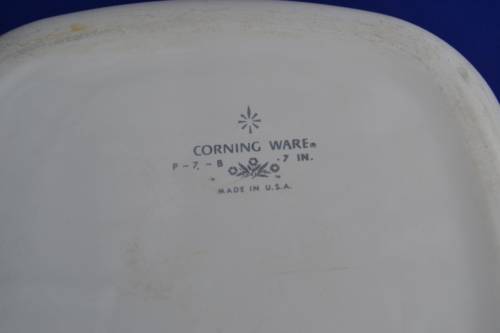 CORNING WARE®
P-7-B 7 IN.
MADE IN U.S.A.